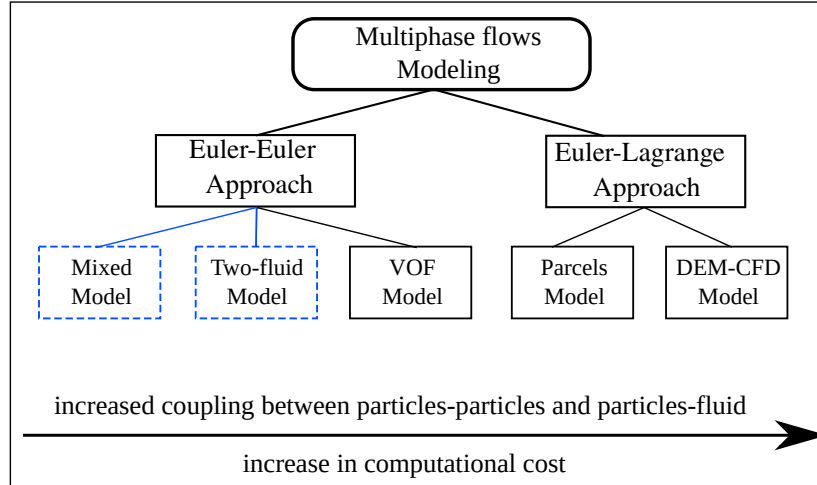 Multiphase flows
Modeling
Euler-Euler
Approach
Euler-Lagrange
Approach
Mixed
Model
Two-fluid
Model
VOF
Model
Parcels
Model
DEM-CFD
Model
increased coupling between particles-particles and particles-fluid
increase in computational cost